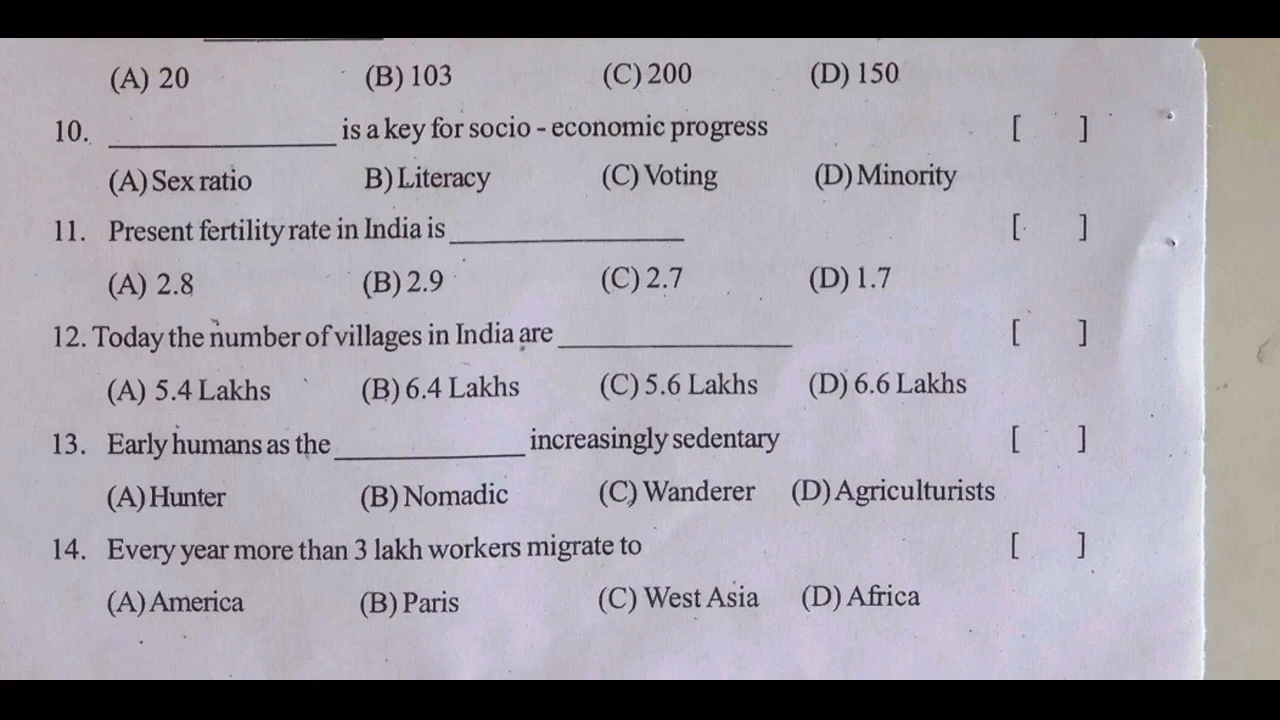 (A) 20 (B) 103 (C) 200 (D) 150
10. ____________ is a key for socio - economic progress [ ]
(A) Sex ratio B) Literacy (C) Voting (D) Minority
11. Present fertility rate in India is ____________ [ ]
(A) 2.8 (B) 2.9 (C) 2.7 (D) 1.7
12. Today the number of villages in India are ____________ [ ]
(A) 5.4 Lakhs (B) 6.4 Lakhs (C) 5.6 Lakhs (D) 6.6 Lakhs
13. Early humans as the ____________ increasingly sedentary [ ]
(A) Hunter (B) Nomadic (C) Wanderer (D) Agriculturists
14. Every year more than 3 lakh workers migrate to [ ]
(A) America (B) Paris (C) West Asia (D) Africa